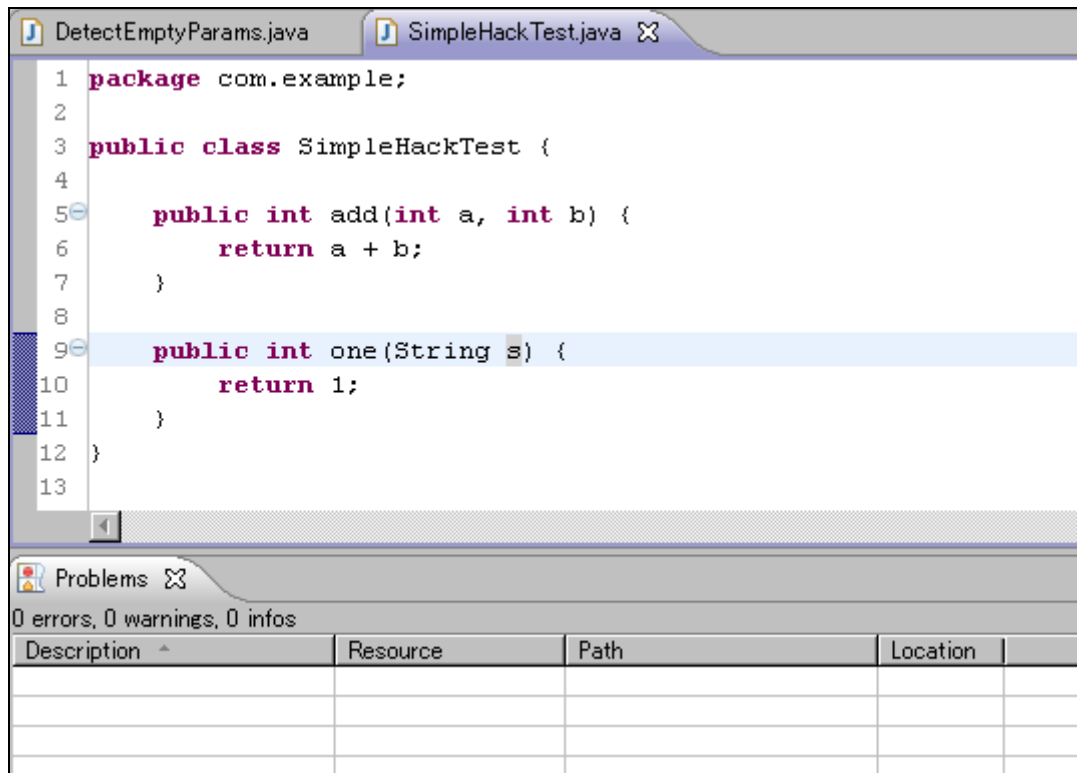 DetectEmptyParams.java SimpleHackTest.java
1 package com.example;
2
3 public class SimpleHackTest {
4
5 public int add(int a, int b) {
6 return a + b;
7 }
8
9 public int one(String s) {
10 return 1;
11 }
12 }
13
Problems
0 errors, 0 warnings, 0 infos
Description Resource Path Location